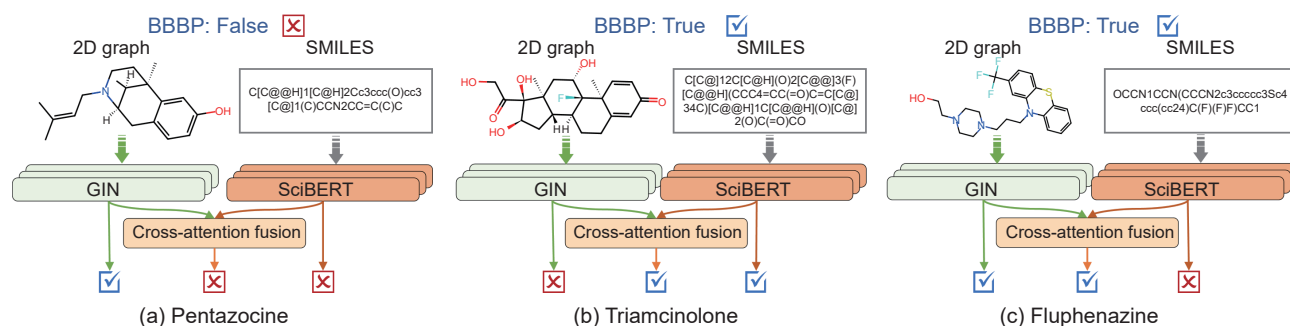 BBBP: False
2D graph
SMILES
H
N
H
OH
C[C@@H]1[C@H]2Cc3ccc(O)cc3
[C@]1(C)CCN2CC=C(C)C
GIN
SciBERT
Cross-attention fusion
(a) Pentazocine
BBBP: True
2D graph
SMILES
HO
OH
OH
O
F
O
HO
H
H
C[C@]12C[C@H](O)2[C@@]3(F)
[C@@H](CCC4=CC(=O)C=C[C@]
34C)[C@@H]1C[C@@H](O)[C@]
2(O)C(=O)CO
GIN
SciBERT
Cross-attention fusion
(b) Triamcinolone
BBBP: True
2D graph
SMILES
F
F
F
S
HO
N
N
N
OCCN1CCN(CCCN2c3ccccc3Sc4
ccc(cc24)C(F)(F)F)CC1
GIN
SciBERT
Cross-attention fusion
(c) Fluphenazine